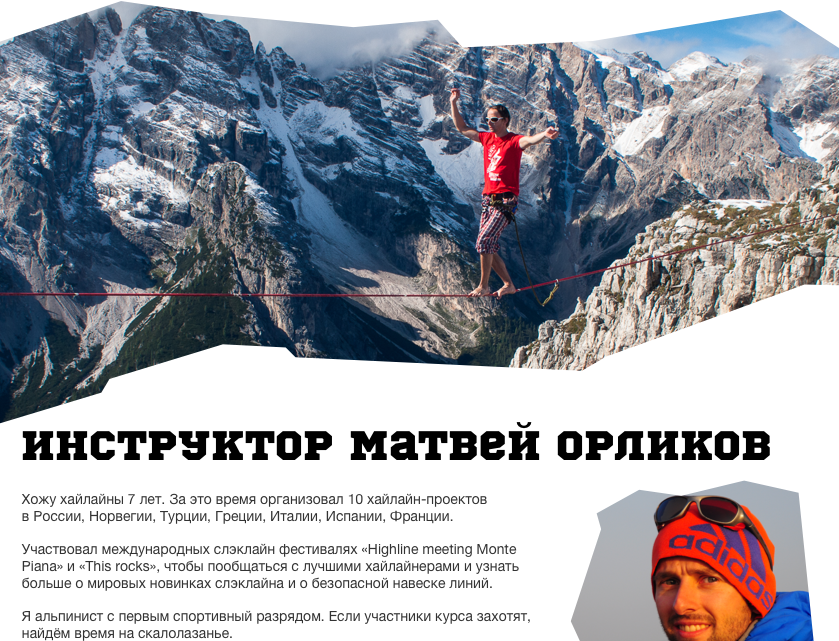 инструктор матвей орликов
Хожу хайлайны 7 лет. За это время организовал 10 хайлайн-проектов
в России, Норвегии, Турции, Греции, Италии, Испании, Франции.
Участвовал международных слэклайн фестивалях «Highline meeting Monte
Piana» и «This rocks», чтобы пообщаться с лучшими хайлайнерами и узнать
больше о мировых новинках слэклайна и о безопасной навеске линий.
Я альпинист с первым спортивный разрядом. Если участники курса захотят,
найдём время на скалолазанье.
adidas